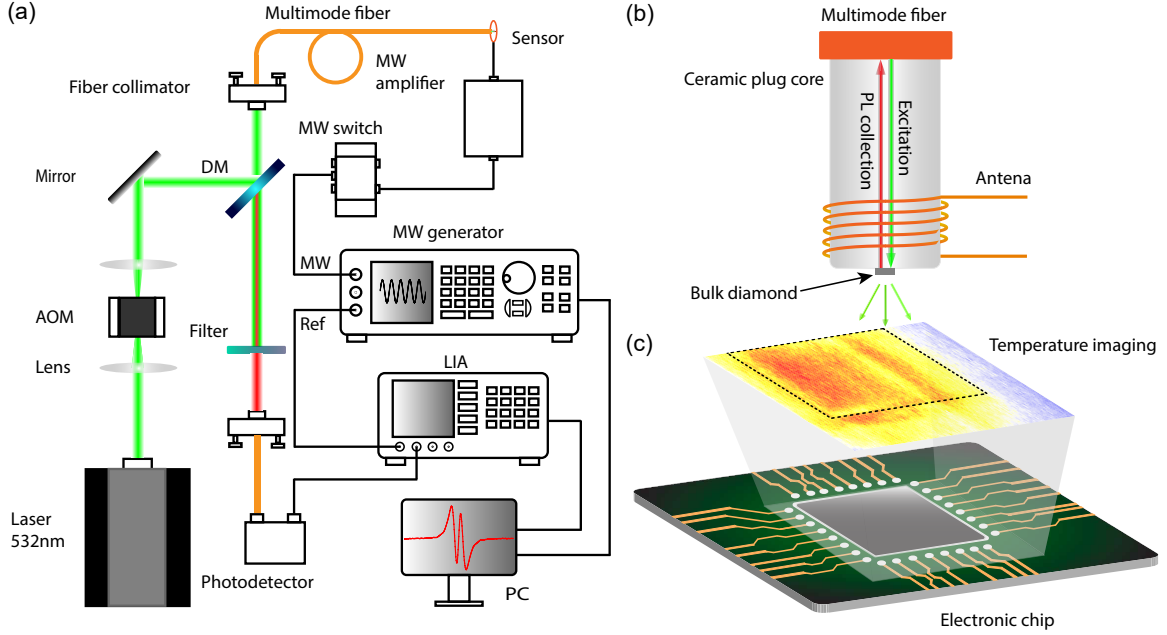 (a)
Multimode fiber
Sensor
MW
amplifier
Fiber collimator
MW switch
DM
Mirror
MW generator
MW
AOM
Ref
Filter
Lens
LIA
Laser
532nm
Photodetector
PC
(b)
Multimode fiber
Ceramic plug core
PL collection
Excitation
Antena
Bulk diamond
(c)
Temperature imaging
Electronic chip